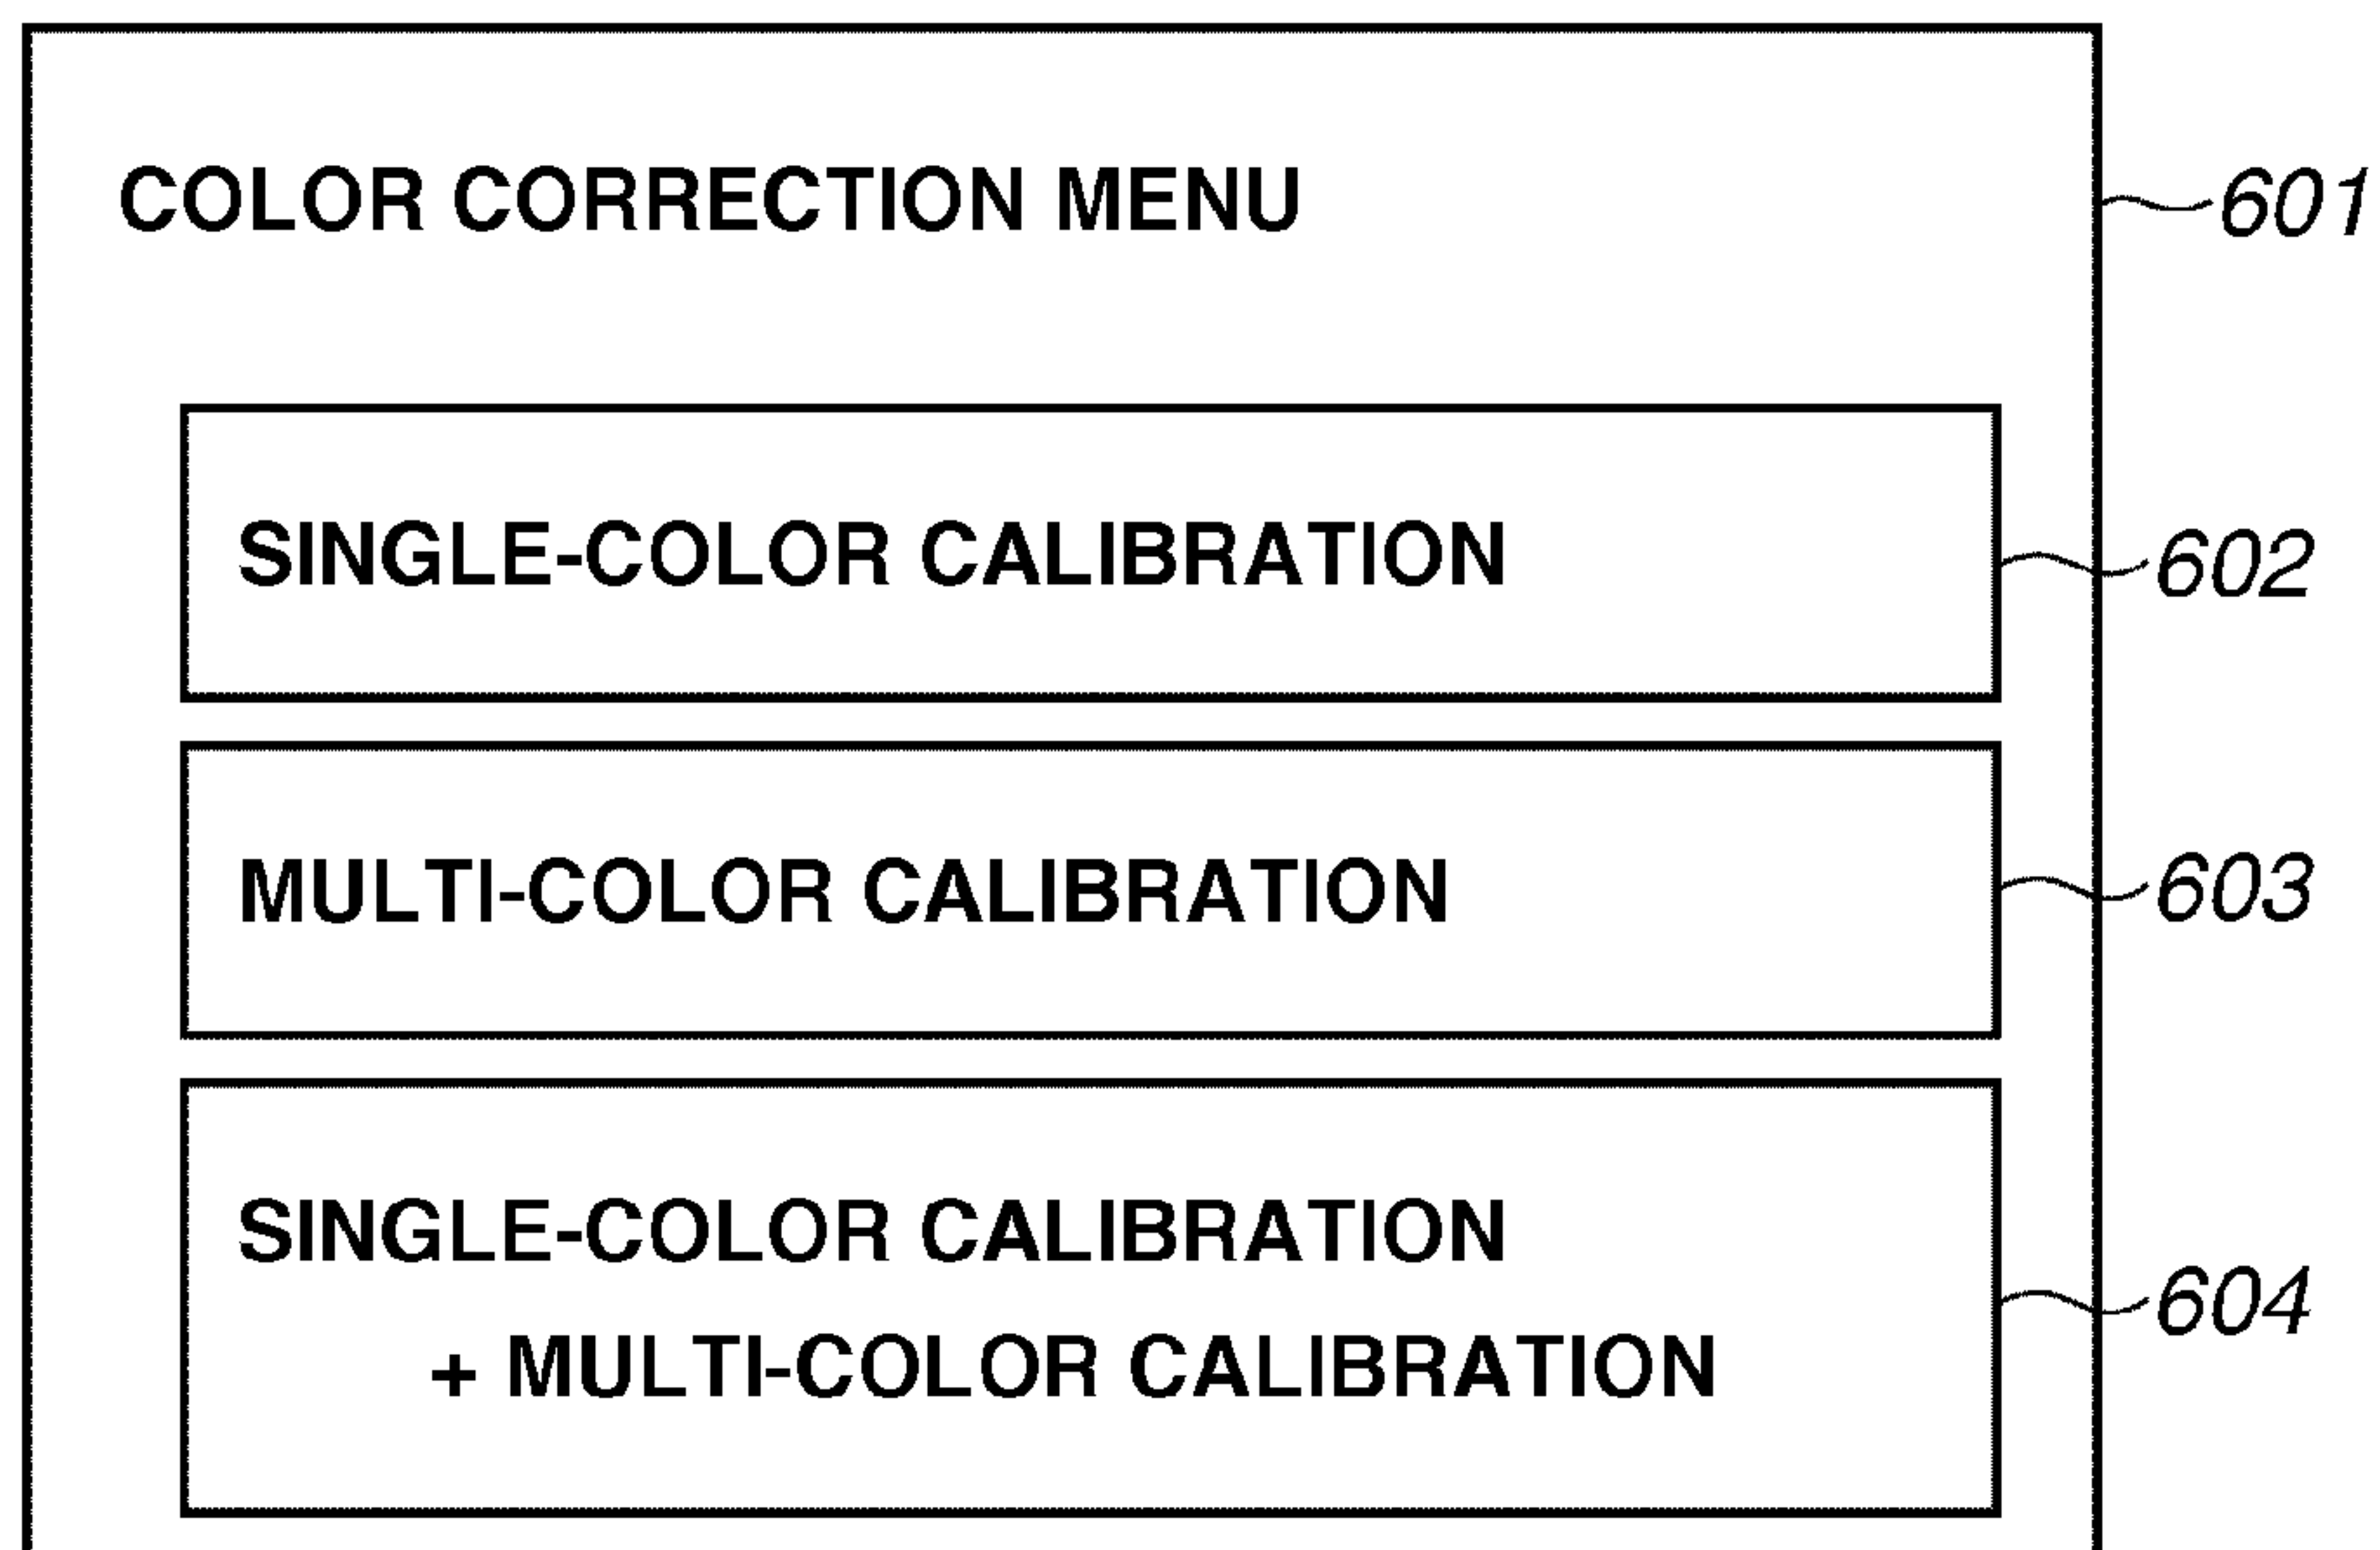 COLOR CORRECTION MENU
601
SINGLE-COLOR CALIBRATION
602
MULTI-COLOR CALIBRATION
603
SINGLE-COLOR CALIBRATION
+ MULTI-COLOR CALIBRATION
604